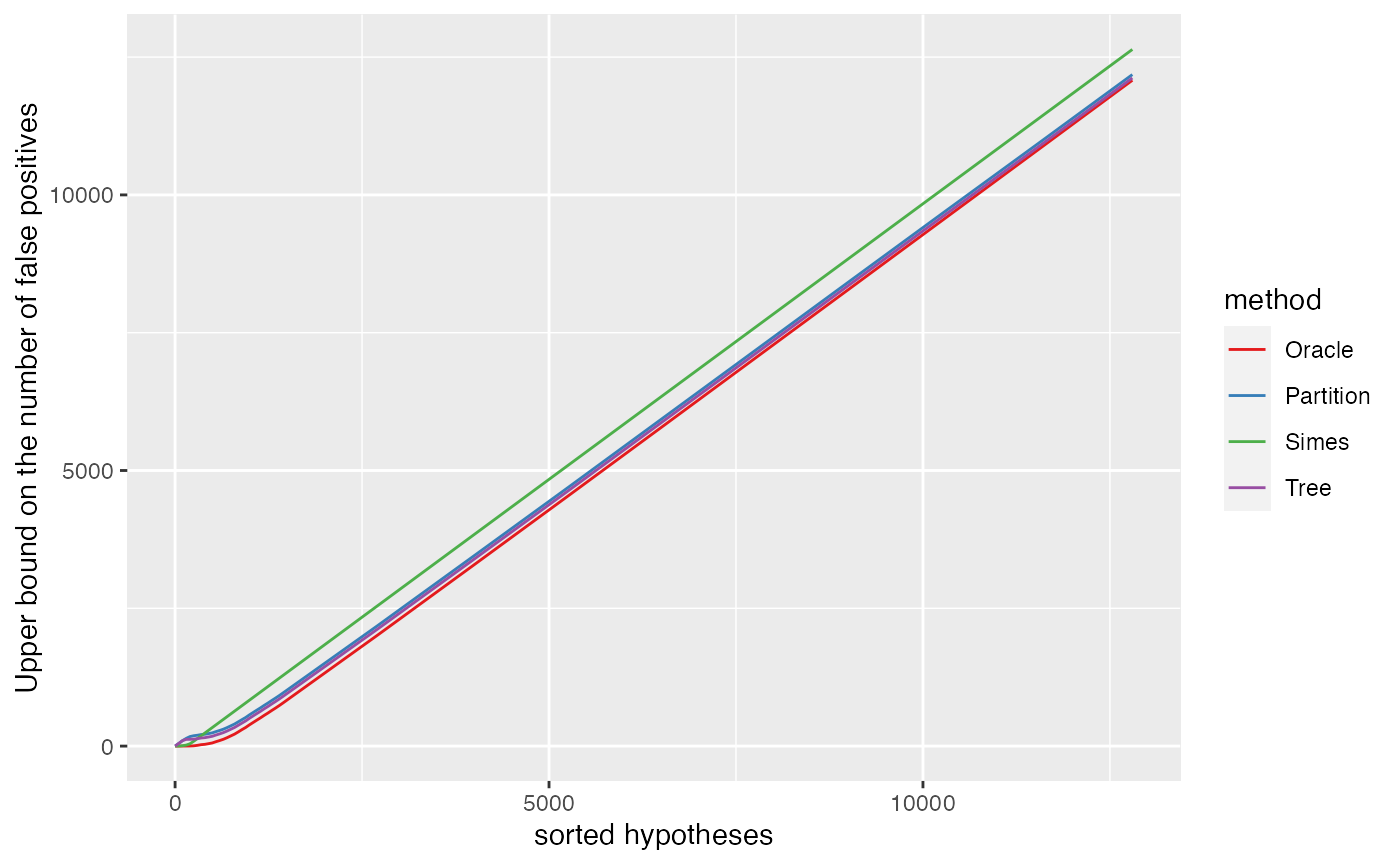 Upper bound on the number of false positives
10000
5000
0
0
5000
10000
sorted hypotheses
method
Oracle
Partition
Simes
Tree